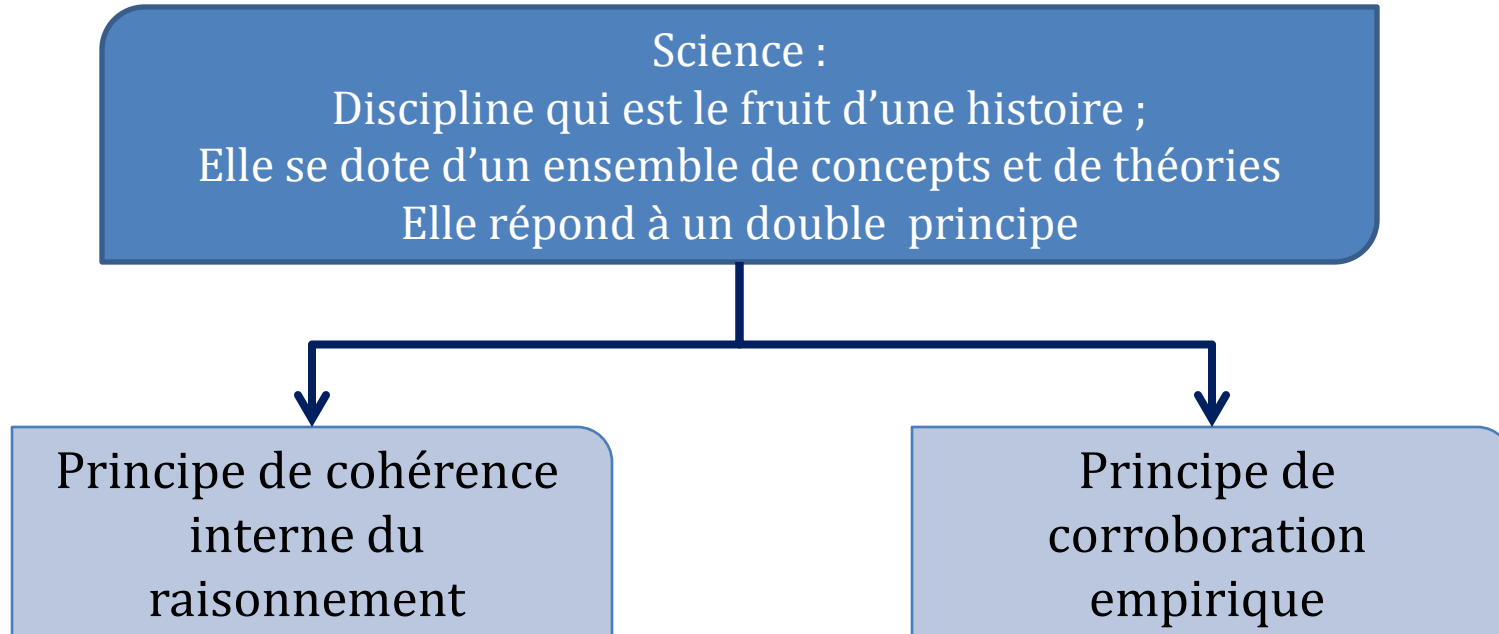 Science :
Discipline qui est le fruit d’une histoire ;
Elle se dote d’un ensemble de concepts et de théories
Elle répond à un double  principe
Principe de cohérence
interne du
raisonnement
Principe de
corroboration
empirique